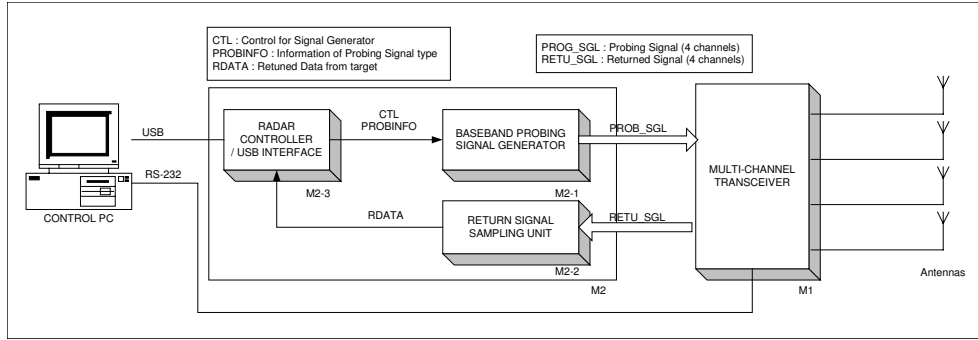 CTL : Control for Signal Generator
PROBINFO : Information of Probing Signal type
RDATA : Retuned Data from target
PROG_SGL : Probing Signal (4 channels)
RETU_SGL : Returned Signal (4 channels)
USB
RS-232
CONTROL PC
RADAR
CONTROLLER
/ USB INTERFACE
M2-3
CTL
PROBINFO
BASEBAND PROBING
SIGNAL GENERATOR
M2-1
PROB_SGL
RDATA
RETURN SIGNAL
SAMPLING UNIT
M2-2
RETU_SGL
M2
MULTI-CHANNEL
TRANSCEIVER
M1
Antennas